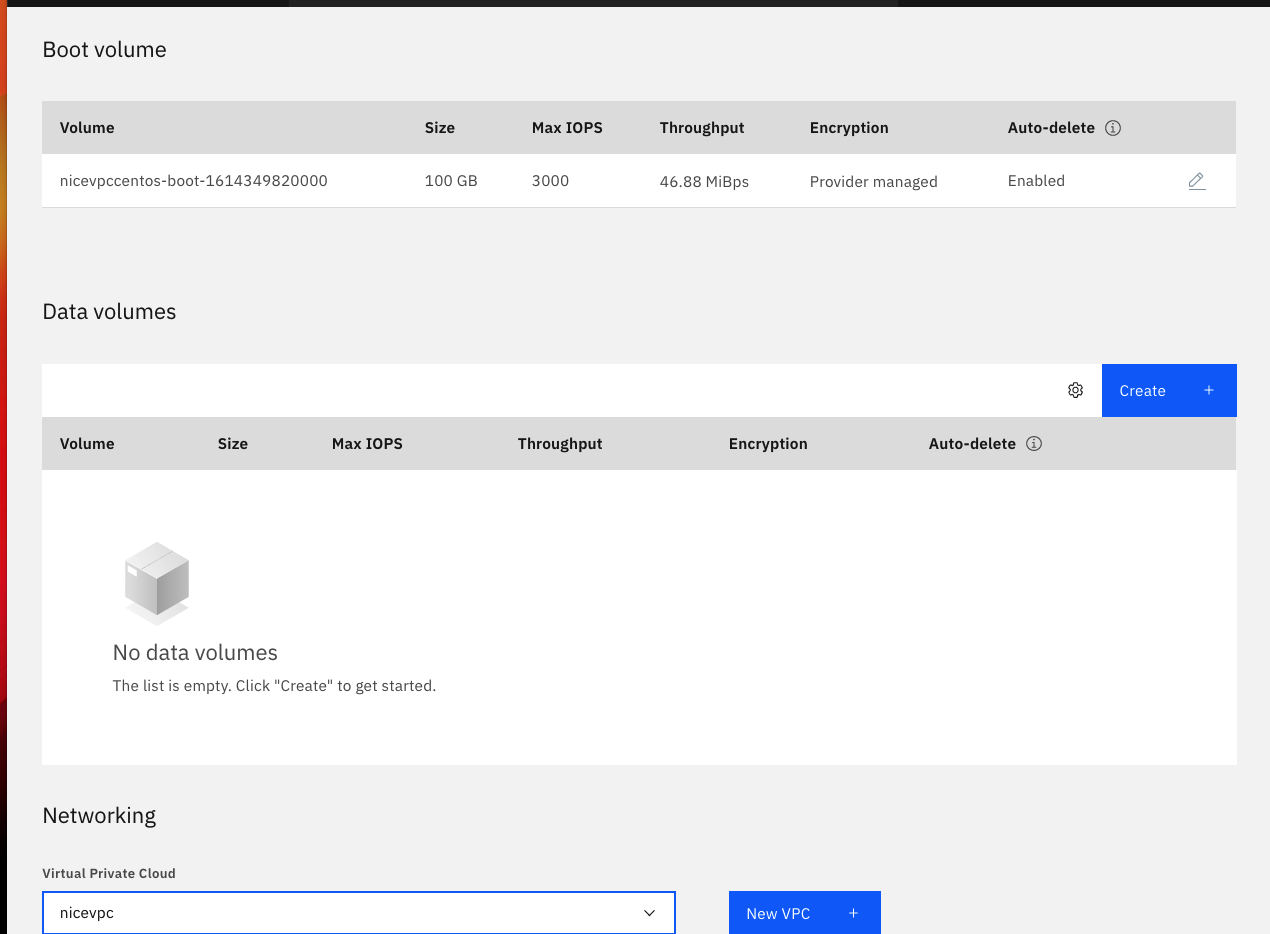 Boot volume
Volume Size Max IOPS Throughput Encryption Auto-delete
nicevpccentos-boot-1614349820000 100 GB 3000 46.88 MiBps Provider managed Enabled
Data volumes
Create +
Volume Size Max IOPS Throughput Encryption Auto-delete
No data volumes
The list is empty. Click "Create" to get started.
Networking
Virtual Private Cloud
nicevpc New VPC +